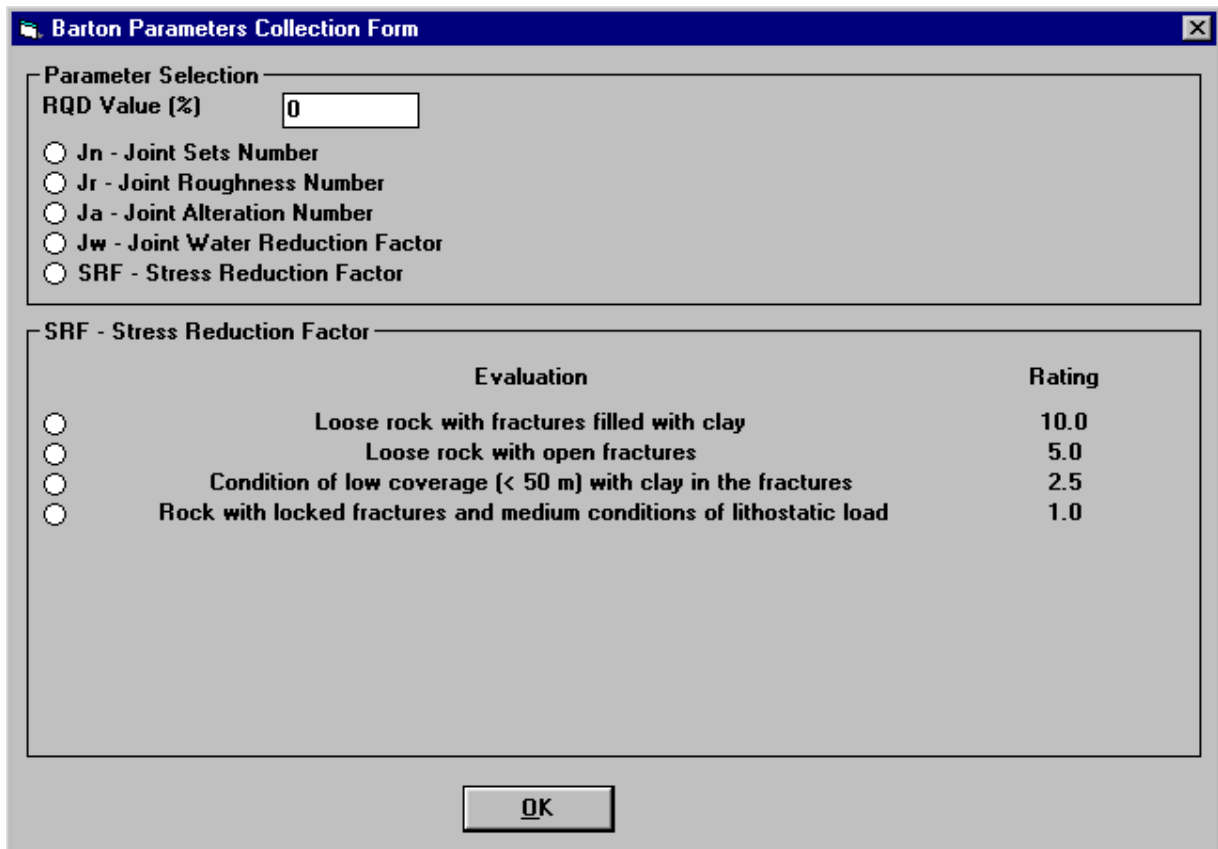 Barton Parameters Collection Form
Parameter Selection
RQD Value (%) 0
Jn - Joint Sets Number
Jr - Joint Roughness Number
Ja - Joint Alteration Number
Jw - Joint Water Reduction Factor
SRF - Stress Reduction Factor
SRF - Stress Reduction Factor
Evaluation Rating
Loose rock with fractures filled with clay 10.0
Loose rock with open fractures 5.0
Condition of low coverage (< 50 m) with clay in the fractures 2.5
Rock with locked fractures and medium conditions of lithostatic load 1.0
OK